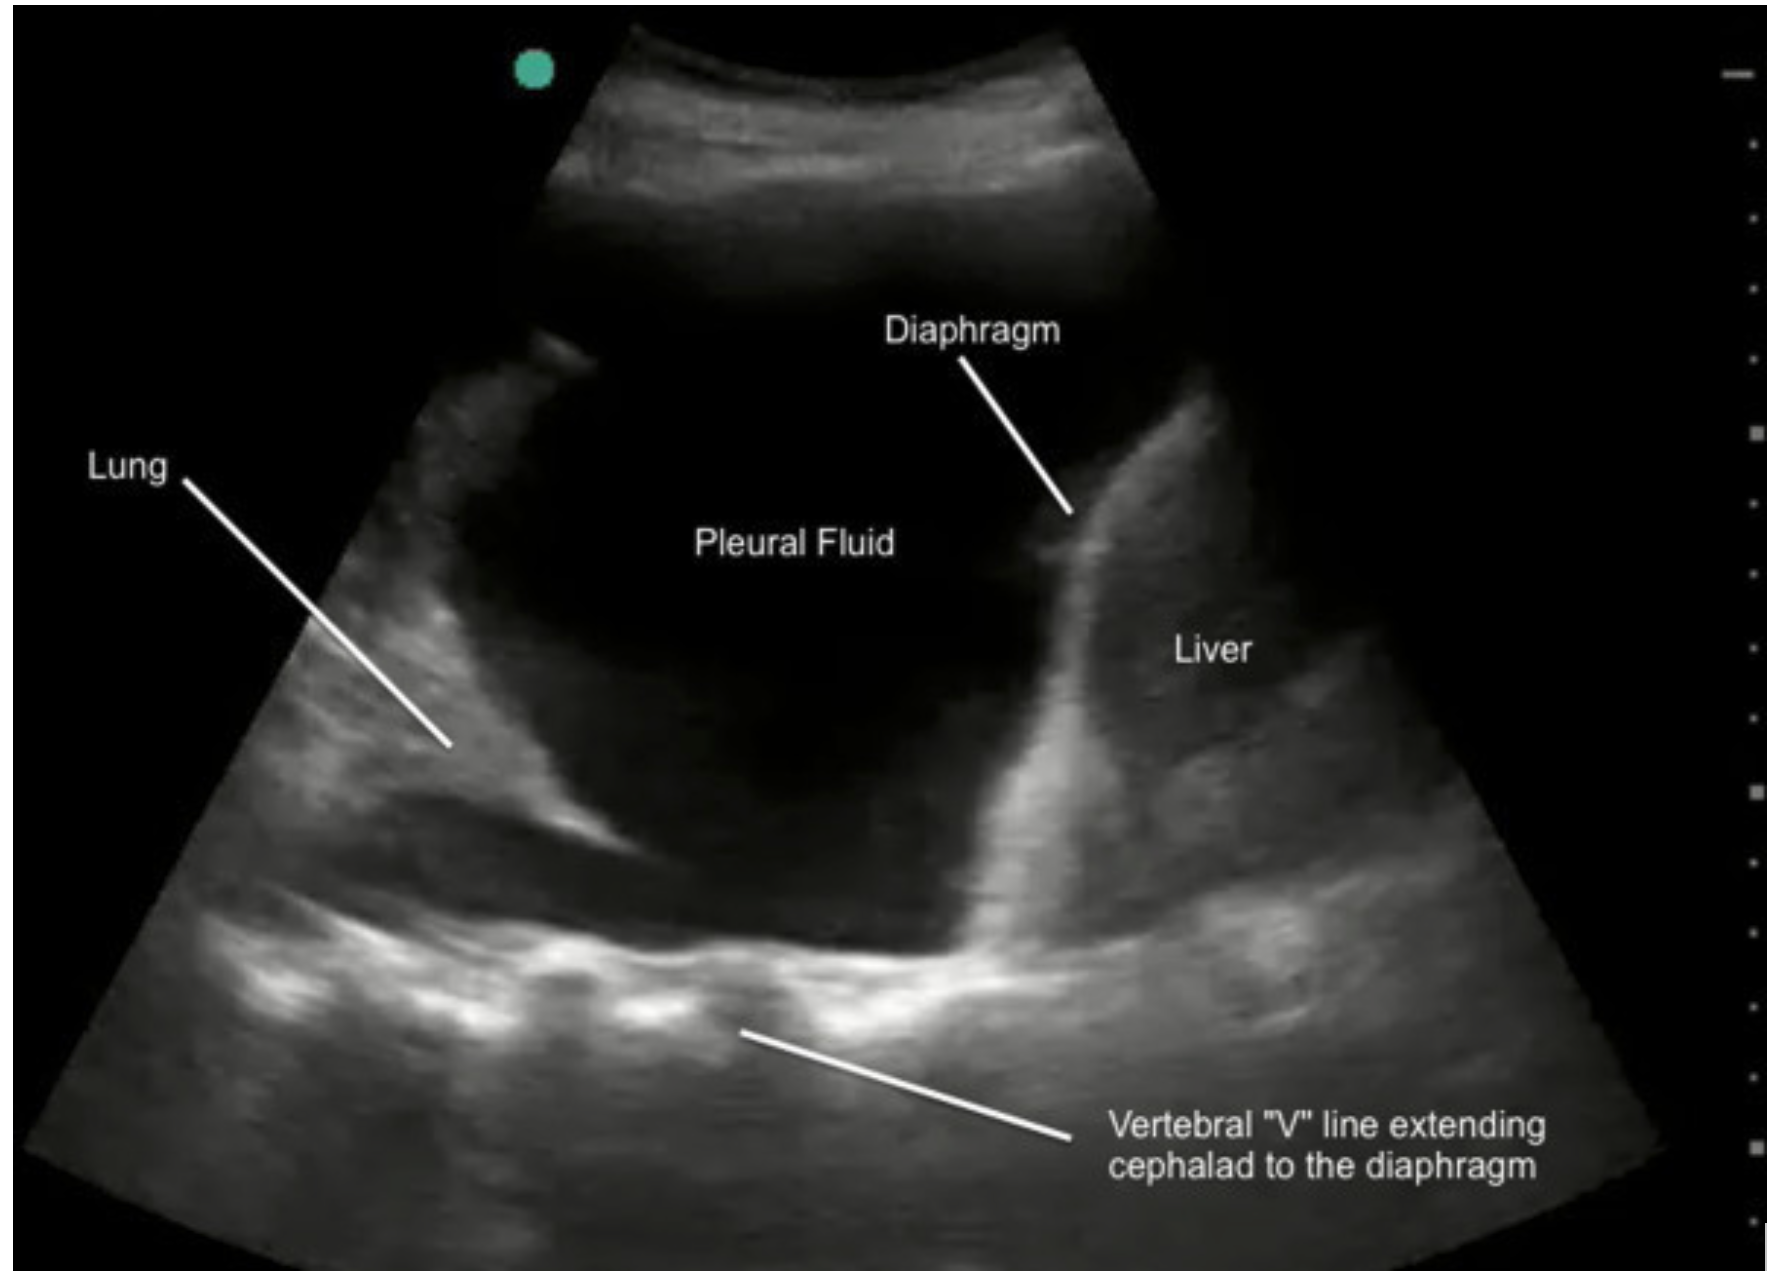 Diaphragm
Lung
Pleural Fluid
Liver
Vertebral "V" line extending
cephalad to the diaphragm